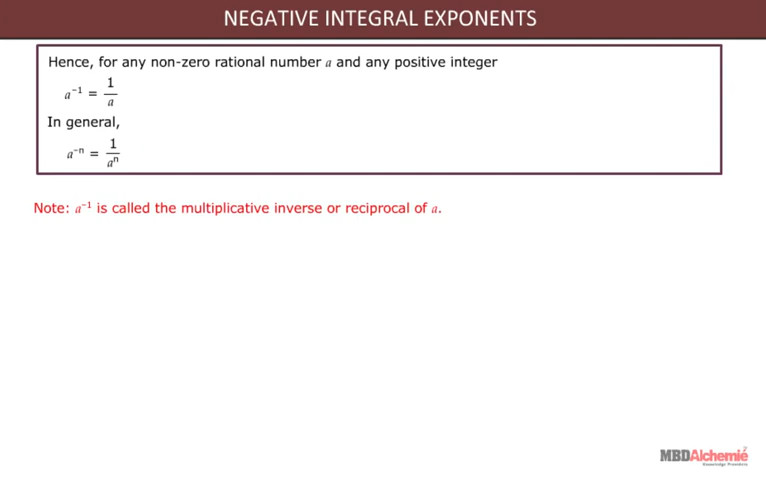 NEGATIVE INTEGRAL EXPONENTS
Hence, for any non-zero rational number a and any positive integer
a⁻¹ = 1/a
In general,
a⁻ⁿ = 1/aⁿ
Note: a⁻¹ is called the multiplicative inverse or reciprocal of a.
MBDAlchemié
Knowledge Providers